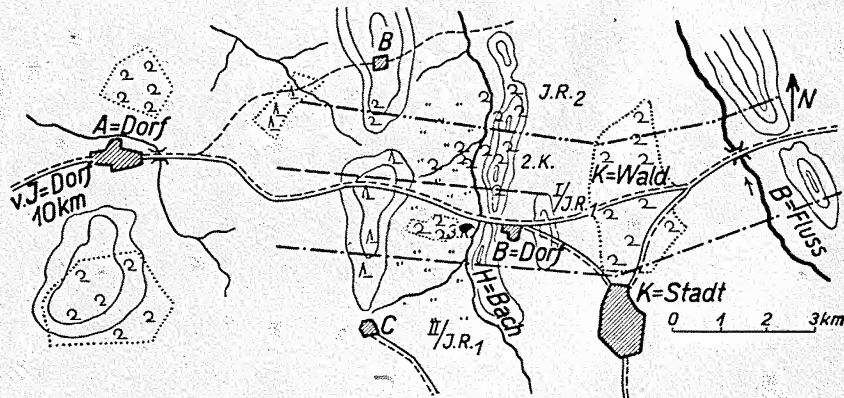 B
J.R.2
N
A=Dorf
2.K.
K=Wald
v.J=Dorf
10km
I/J.R.1
B=Fluss
B=Dorf
H=Bach
K=Stadt
C
II/J.R.1
0 1 2 3km